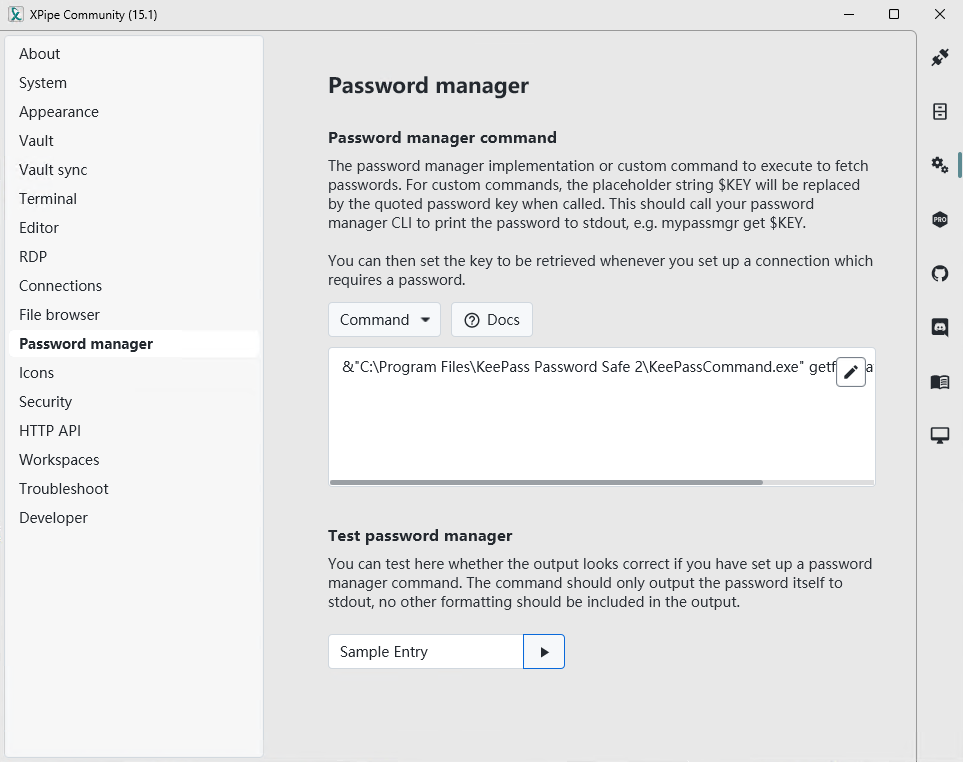 XPipe Community (15.1)
About
System
Appearance
Vault
Vault sync
Terminal
Editor
RDP
Connections
File browser
Password manager
Icons
Security
HTTP API
Workspaces
Troubleshoot
Developer
Password manager
Password manager command
The password manager implementation or custom command to execute to fetch
passwords. For custom commands, the placeholder string $KEY will be replaced
by the quoted password key when called. This should call your password
manager CLI to print the password to stdout, e.g. mypassmgr get $KEY.
You can then set the key to be retrieved whenever you set up a connection which
requires a password.
Command
Docs
&"C:\Program Files\KeePass Password Safe 2\KeePassCommand.exe"
Test password manager
You can test here whether the output looks correct if you have set up a password
manager command. The command should only output the password itself to
stdout, no other formatting should be included in the output.
Sample Entry
PRO